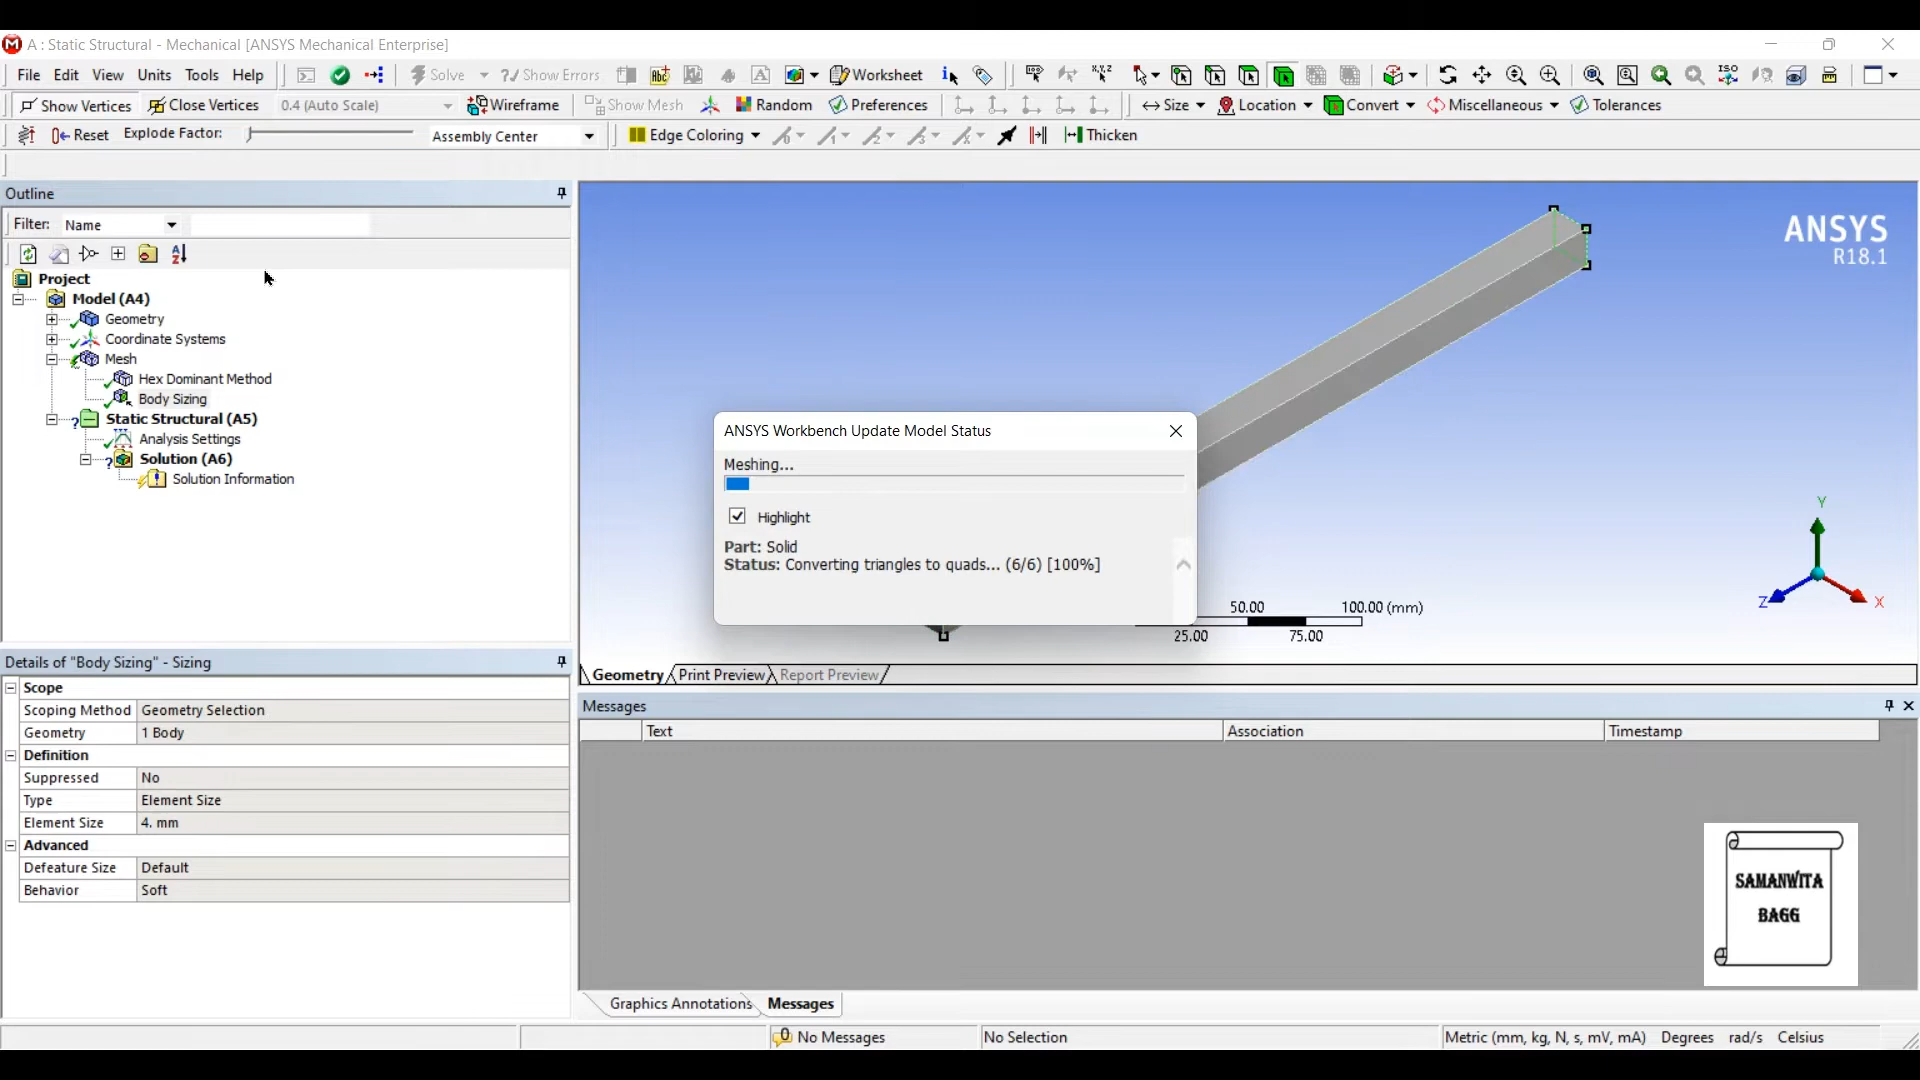 A : Static Structural - Mechanical [ANSYS Mechanical Enterprise]
File Edit View Units Tools Help Solve ?/ Show Errors Worksheet
Show Vertices Close Vertices 0.4 (Auto Scale) Wireframe Show Mesh Random Preferences Size Location Convert Miscellaneous Tolerances
Reset Explode Factor: Assembly Center Edge Coloring Thicken
Outline
Filter: Name
Project
Model (A4)
Geometry
Coordinate Systems
Mesh
Hex Dominant Method
Body Sizing
Static Structural (A5)
Analysis Settings
Solution (A6)
Solution Information
ANSYS
R18.1
ANSYS Workbench Update Model Status
Meshing...
Highlight
Part: Solid
Status: Converting triangles to quads... (6/6) [100%]
Y
Z X
50.00 100.00 (mm)
25.00 75.00
Geometry Print Preview Report Preview
Details of "Body Sizing" - Sizing
Scope
Scoping Method Geometry Selection
Geometry 1 Body
Definition
Suppressed No
Type Element Size
Element Size 4. mm
Advanced
Defeature Size Default
Behavior Soft
Messages
Text Association Timestamp
SAMANWITA
BAGG
Graphics Annotations Messages
0 No Messages No Selection Metric (mm, kg, N, s, mV, mA) Degrees rad/s Celsius